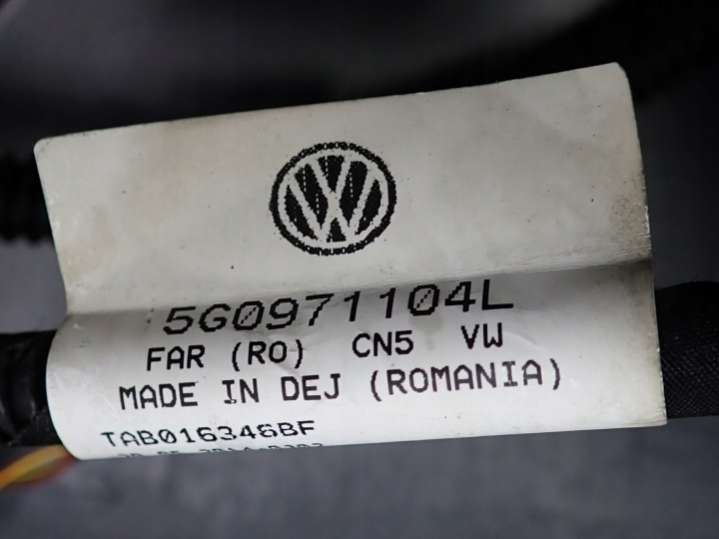 5G0971104L
FAR (RO) CN5 VW
MADE IN DEJ (ROMANIA)
TAB016346BF